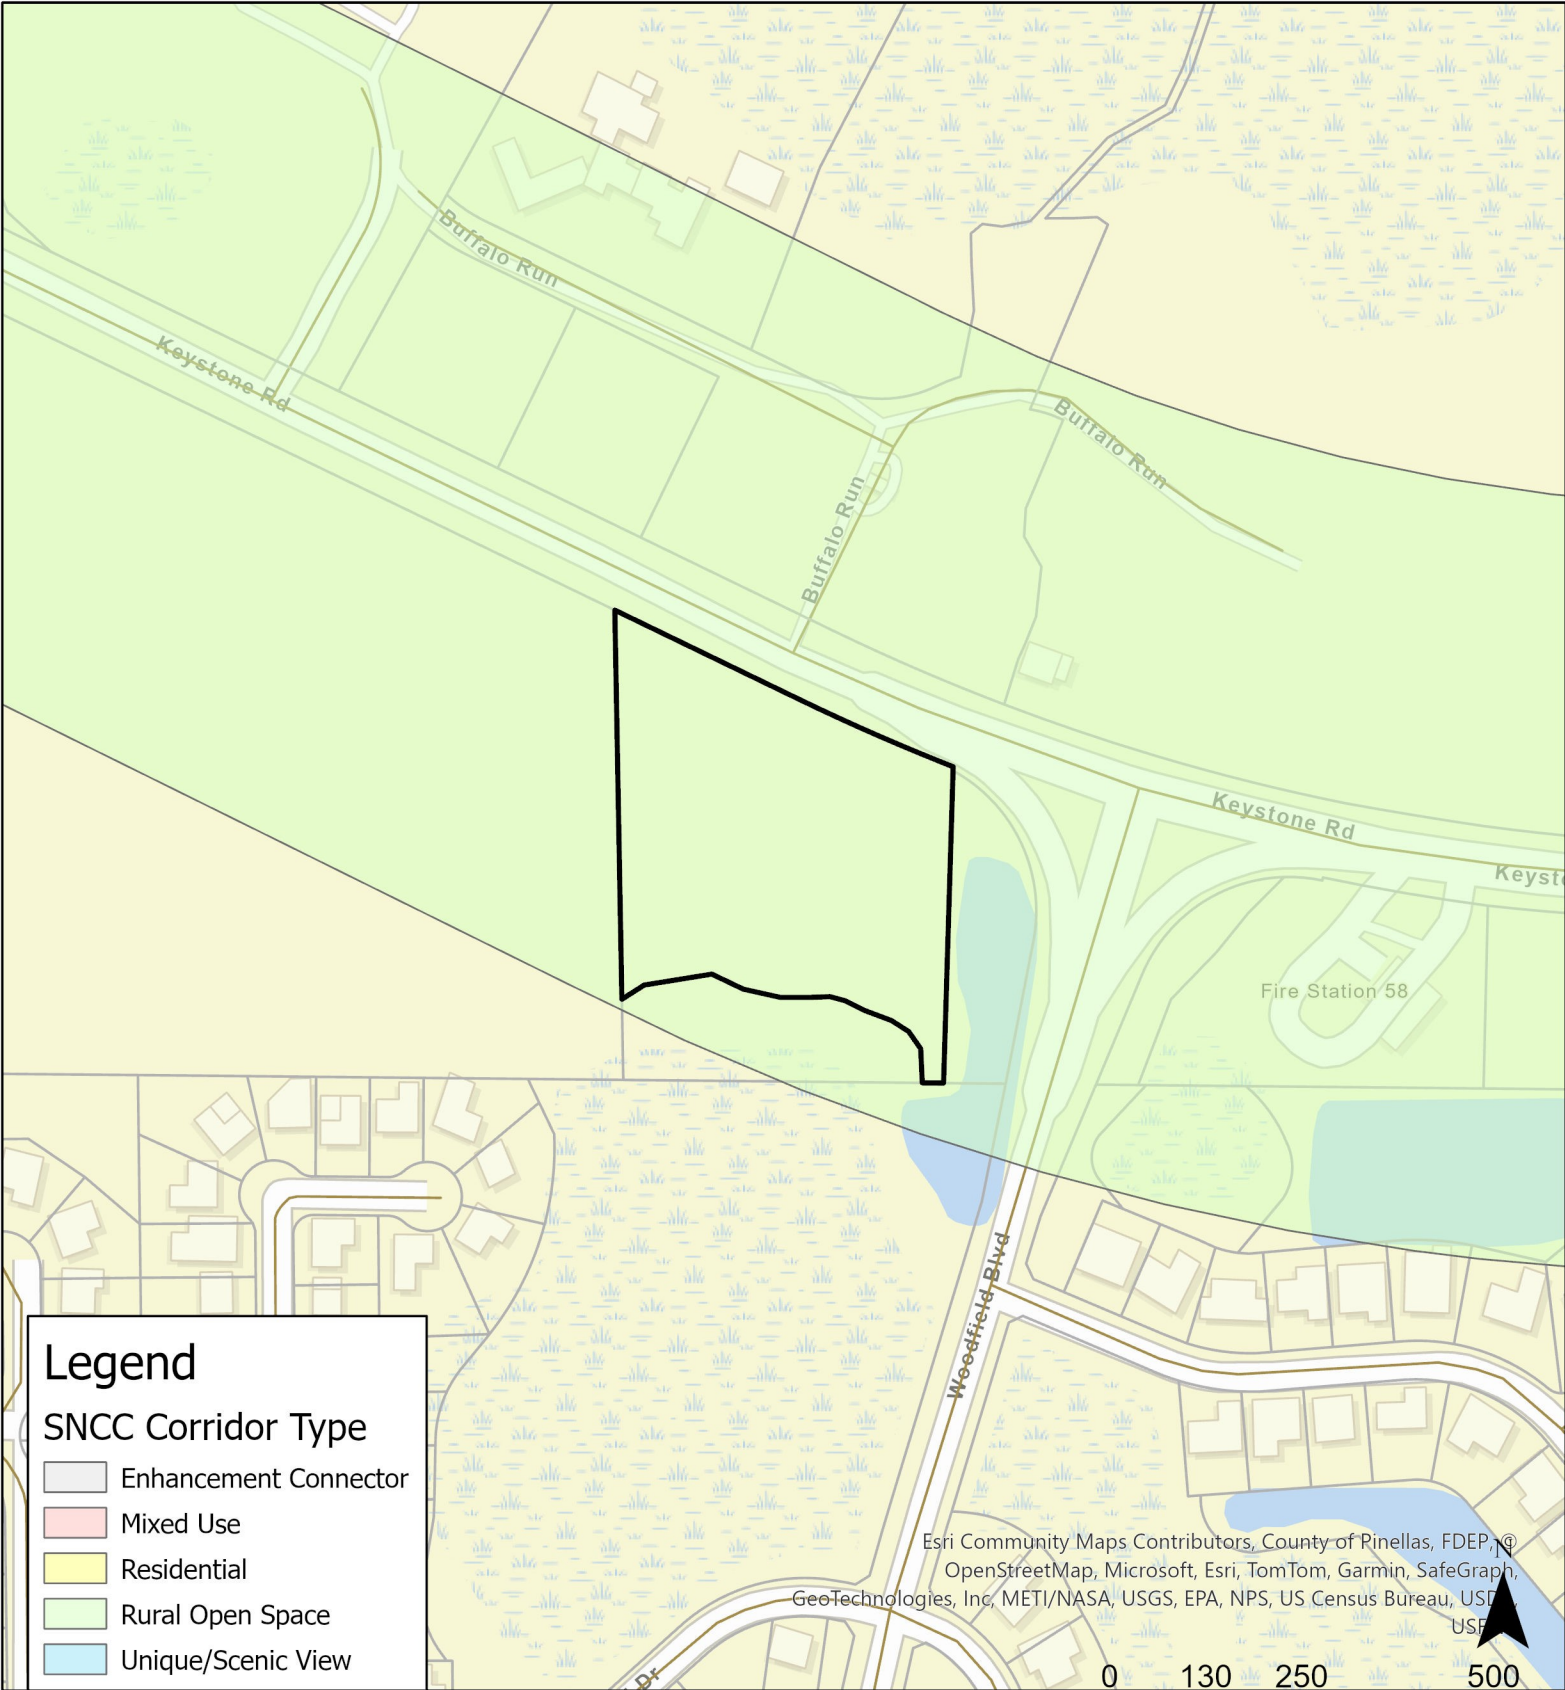 Buffalo Run
Keystone Rd
Buffalo Run
Buffalo Run
Keystone Rd
Keysto
Fire Station 58
Woodfield Blvd
Dr
Legend
SNCC Corridor Type
Enhancement Connector
Mixed Use
Residential
Rural Open Space
Unique/Scenic View
Esri Community Maps Contributors, County of Pinellas, FDEP, ©
OpenStreetMap, Microsoft, Esri, TomTom, Garmin, SafeGraph,
GeoTechnologies, Inc, METI/NASA, USGS, EPA, NPS, US Census Bureau,
N
0 130 250 500